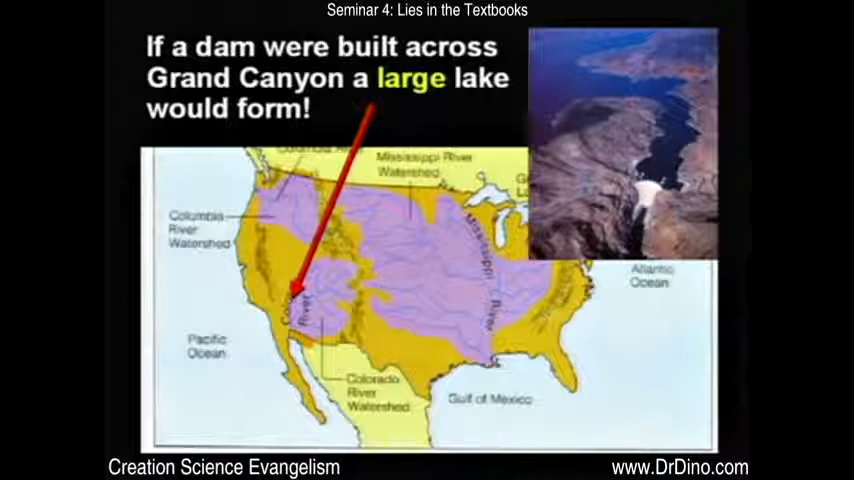 Seminar 4: Lies in the Textbooks
If a dam were built across
Grand Canyon a large lake
would form!
Mississippi River
Watershed
Columbia
River
Watershed
Mississippi
River
River
Atlantic
Ocean
Pacific
Ocean
Colorado
River
Watershed
Gulf of Mexico
Creation Science Evangelism
www.DrDino.com